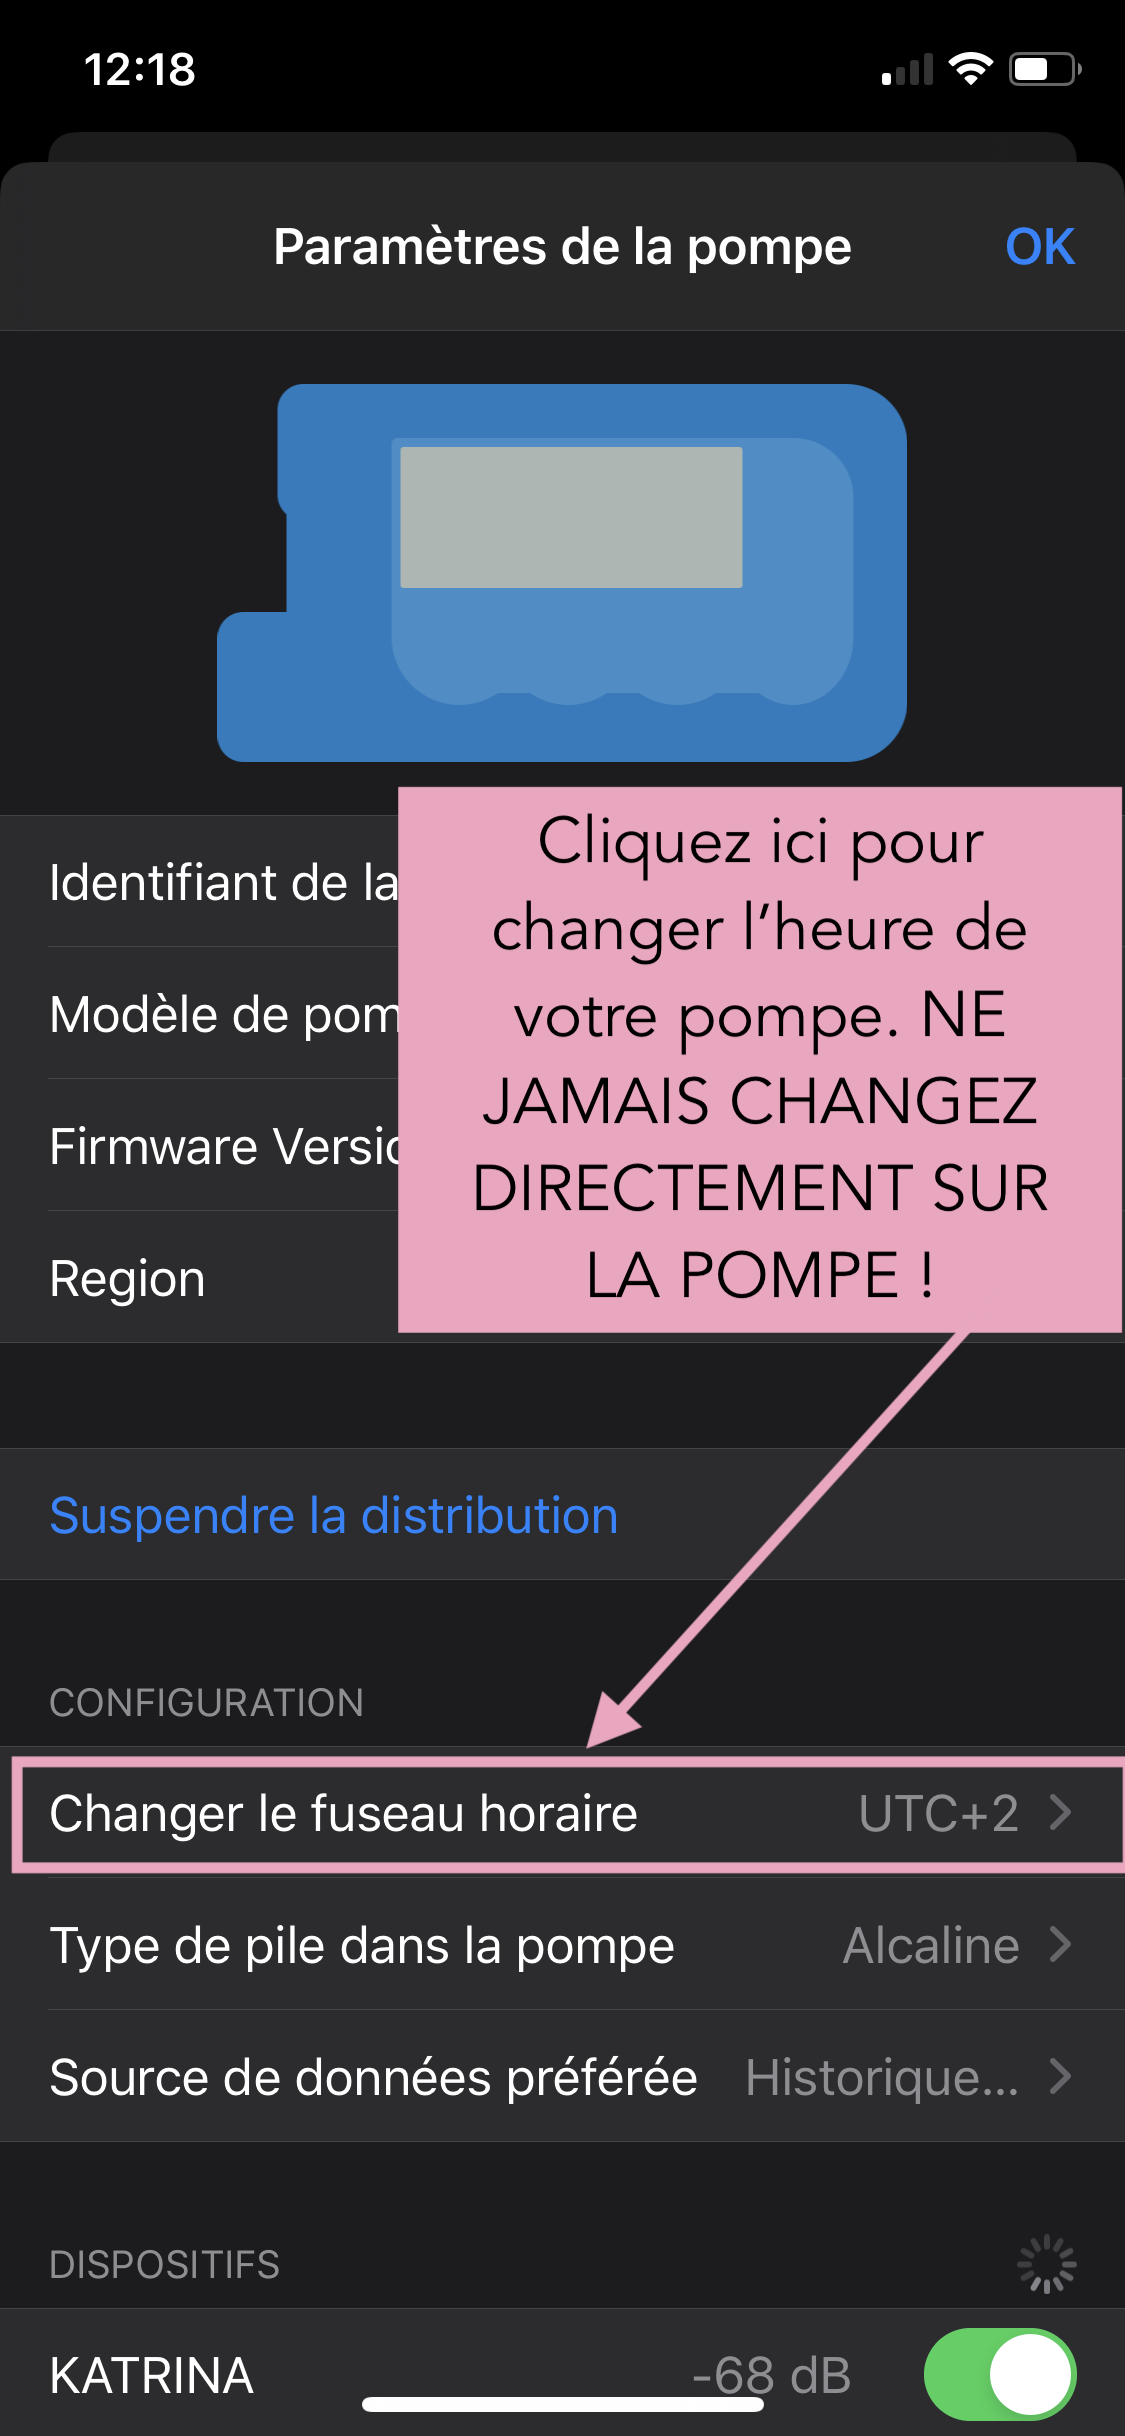 12:18
Paramètres de la pompe
OK
Cliquez ici pour
changer l’heure de
votre pompe. NE
JAMAIS CHANGEZ
DIRECTEMENT SUR
LA POMPE !
Identifiant de la
Modèle de pom
Firmware Versio
Region
Suspendre la distribution
CONFIGURATION
Changer le fuseau horaire UTC+2
Type de pile dans la pompe Alcaline
Source de données préférée Historique...
DISPOSITIFS
KATRINA -68 dB